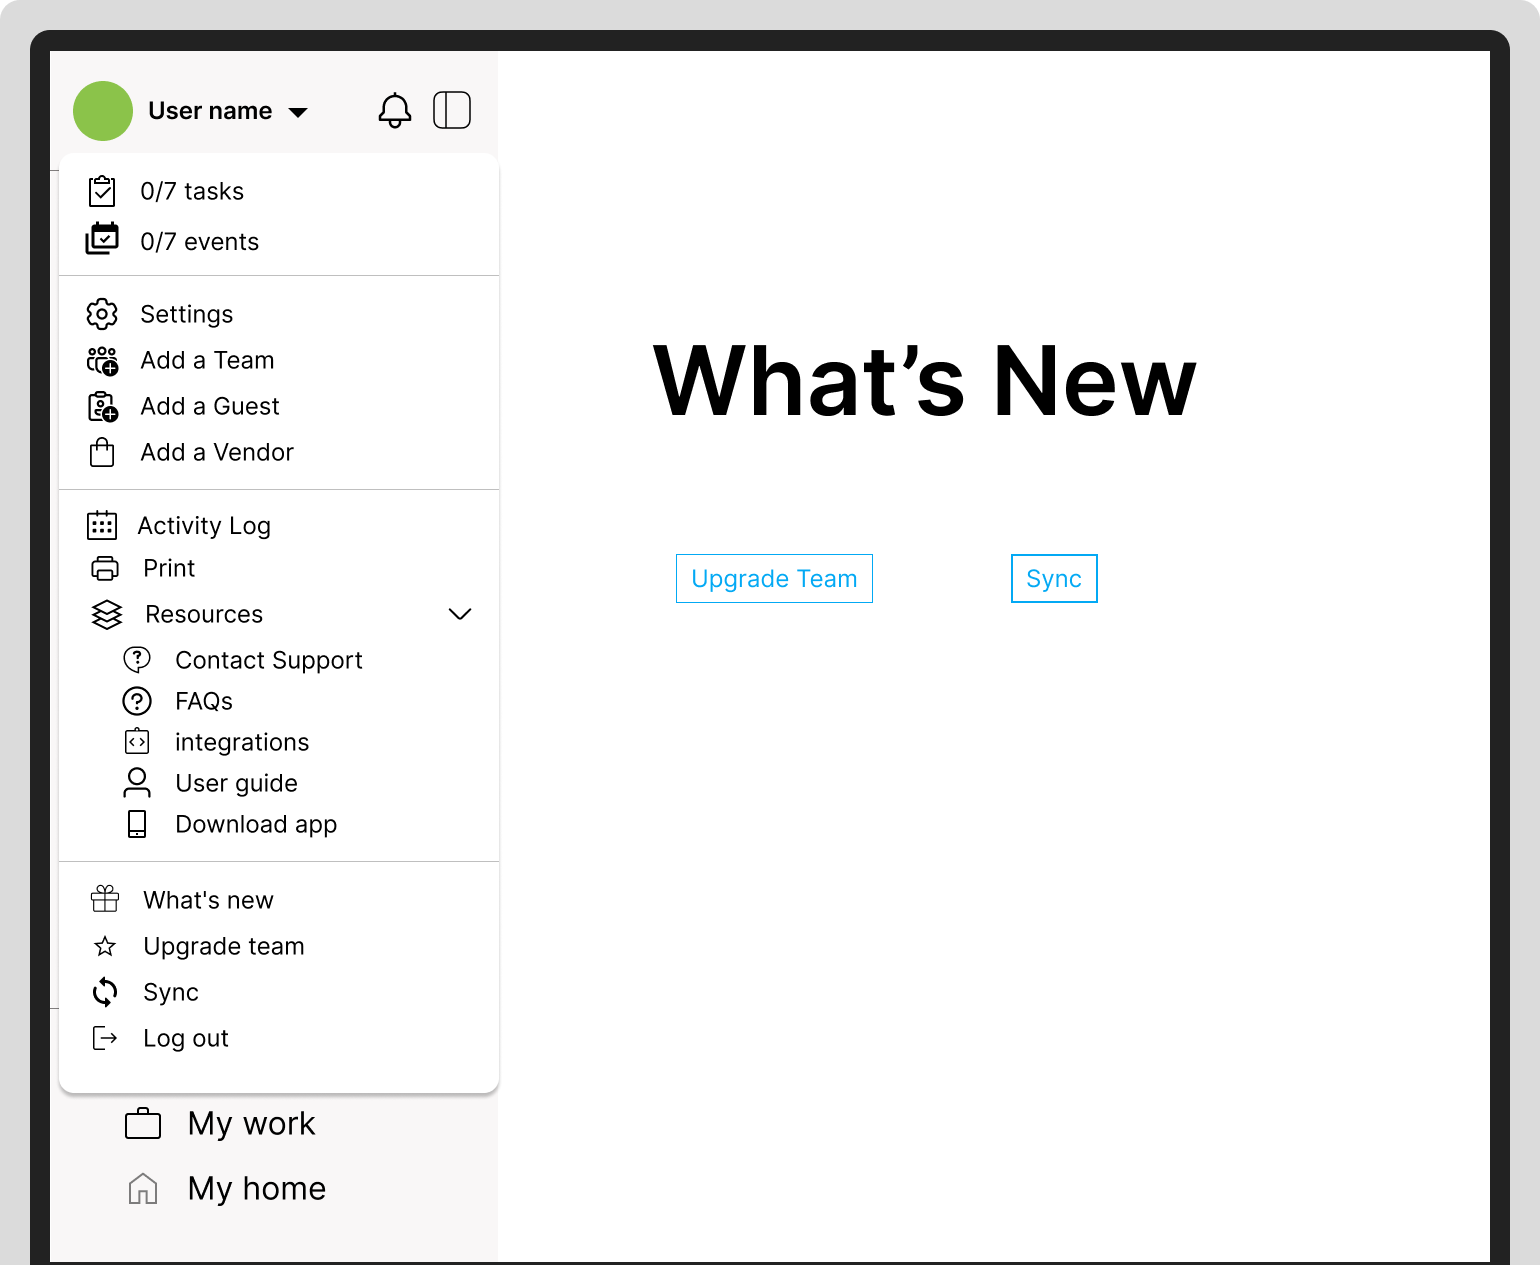 User name
0/7 tasks
0/7 events
Settings
Add a Team
Add a Guest
Add a Vendor
Activity Log
Print
Resources
Contact Support
FAQs
integrations
User guide
Download app
What's new
Upgrade team
Sync
Log out
My work
My home
What’s New
Upgrade Team
Sync